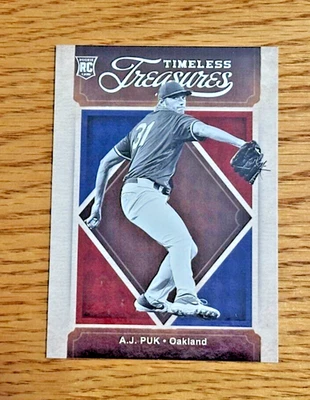 RC
TIMELESS
Treasures
A.J. PUK • Oakland